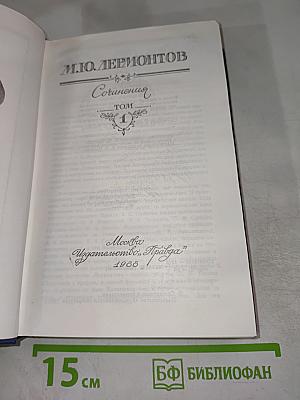 М.Ю.ЛЕРМОНТОВ
Сочинения
ТОМ
1
Москва
Издательство „Правда"
1988
15 см
БФ БИБЛИОФАН